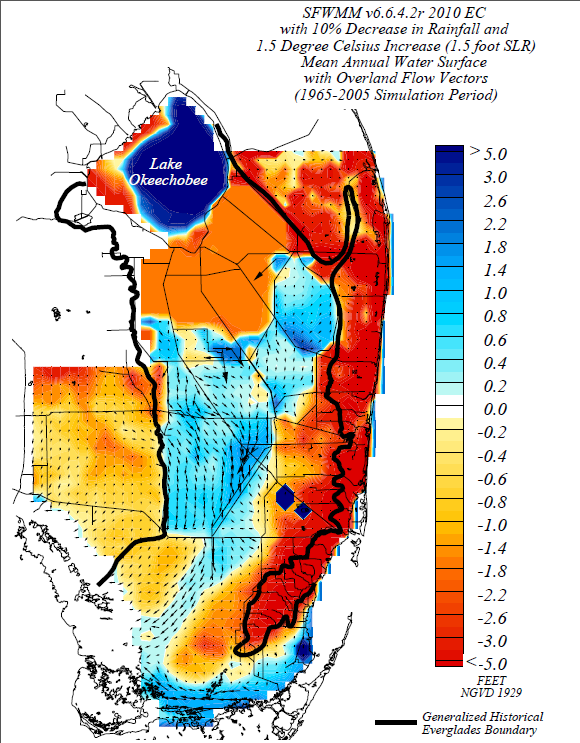 SFWMM v6.6.4.2r 2010 EC
with 10% Decrease in Rainfall and
1.5 Degree Celsius Increase (1.5 foot SLR)
Mean Annual Water Surface
with Overland Flow Vectors
(1965-2005 Simulation Period)
Lake
Okeechobee
> 5.0
3.0
2.6
2.2
1.8
1.4
1.0
0.8
0.6
0.4
0.2
0.0
-0.2
-0.4
-0.6
-0.8
-1.0
-1.4
-1.8
-2.2
-2.6
-3.0
< -5.0
FEET
NGVD 1929
Generalized Historical
Everglades Boundary